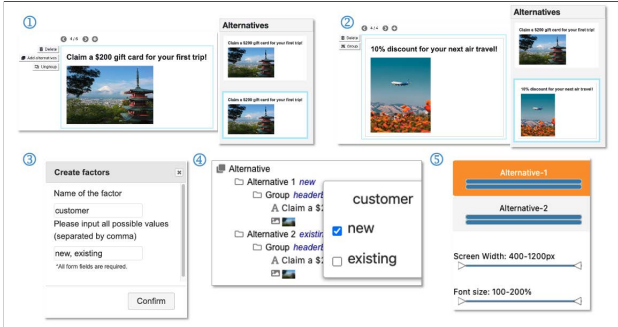 ①
4 / 5
Delete
Add alternatives
Ungroup
Claim a $200 gift card for your first trip!
Alternatives
Claim a $200 gift card for your first trip!
Claim a $200 gift card for your first trip!
②
4 / 4
Delete
Group
10% discount for your next air travel!
Alternatives
Claim a $200 gift card for your first trip!
10% discount for your next air travel!
③
Create factors
×
Name of the factor
customer
Please input all possible values
(separated by comma)
new, existing
*All form fields are required.
Confirm
④
Alternative
Alternative 1 new
Group header
A Claim a $2
Alternative 2 existin
Group header
A Claim a $
customer
new
existing
⑤
Alternative-1
Alternative-2
Screen Width: 400-1200px
Font size: 100-200%